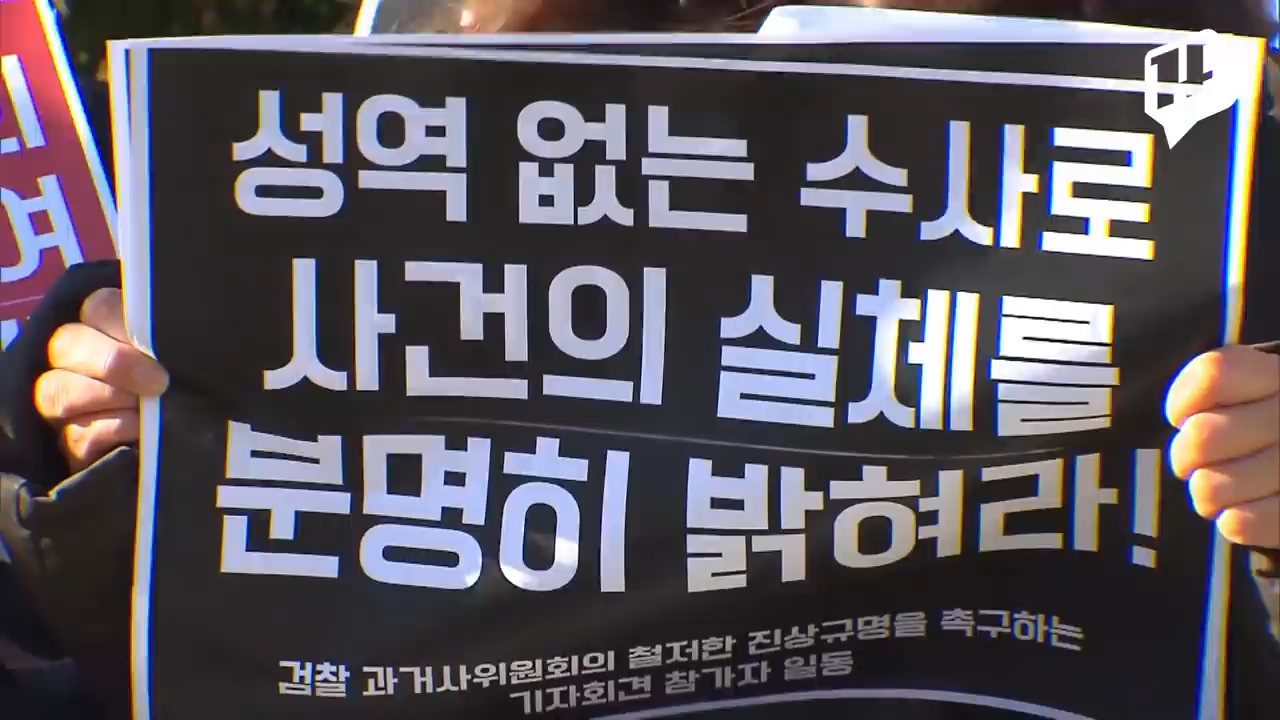 성역 없는 수사로
사건의 실체를
분명히 밝혀라!
검찰 과거사위원회의 철저한 진상규명을 촉구하는
기자회견 참가자 일동